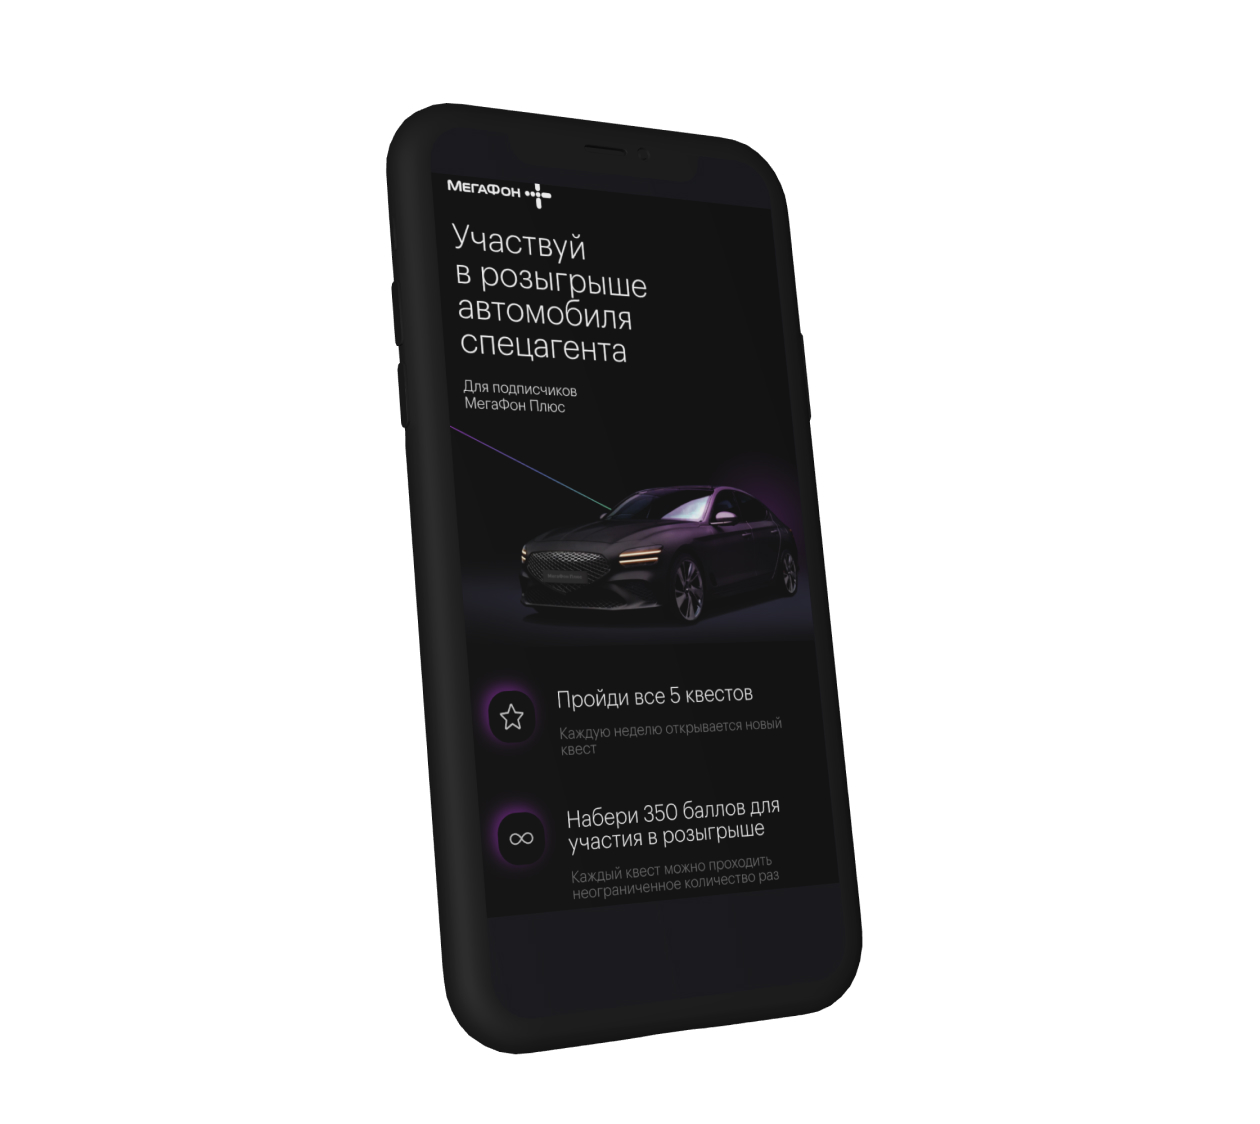 МЕГАФОН
Участвуй
в розыгрыше
автомобиля
спецагента
Для подписчиков
МегаФон Плюс
Пройди все 5 квестов
Каждую неделю открывается новый
квест
Набери 350 баллов для
участия в розыгрыше
Каждый квест можно проходить
неограниченное количество раз